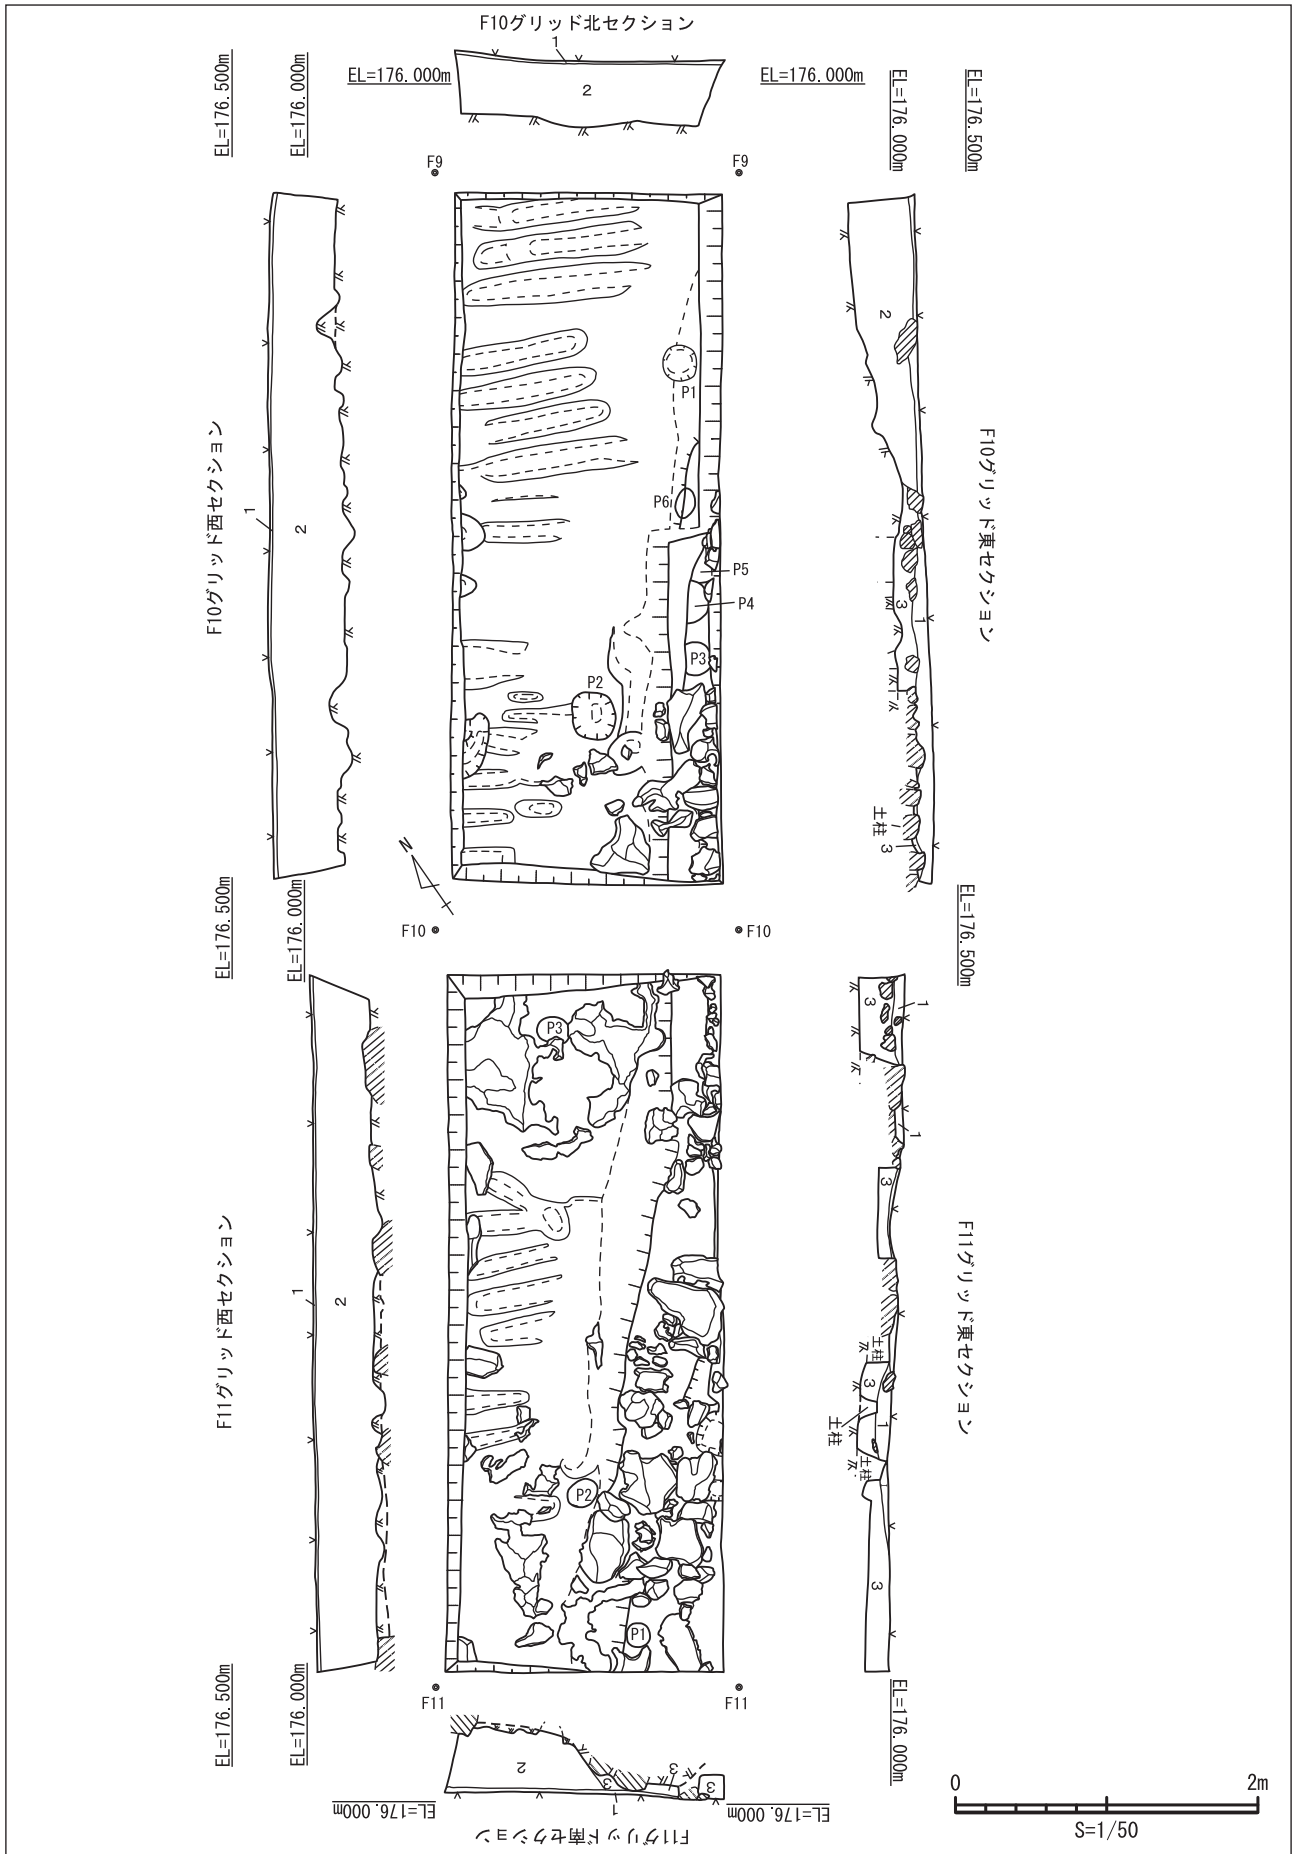 F10グリッド北セクション
1
EL=176.000m
2
EL=176.000m
EL=176.500m
EL=176.000m
EL=176.000m
EL=176.500m
F9
F9
F10グリッド西セクション
1
2
P1
P6
P5
P4
P3
P2
2
3
1
土柱
3
F10グリッド東セクション
N
EL=176.500m
EL=176.000m
F10
F10
EL=176.500m
F11グリッド西セクション
1
2
P3
P2
P1
3
1
1
3
土柱
3
土柱
1
土柱
3
F11グリッド東セクション
EL=176.500m
EL=176.000m
F11
F11
EL=176.000m
2
3
3
3
1
EL=176.000m
EL=176.000m
F11グリッド南セクション
0 2m
S=1/50